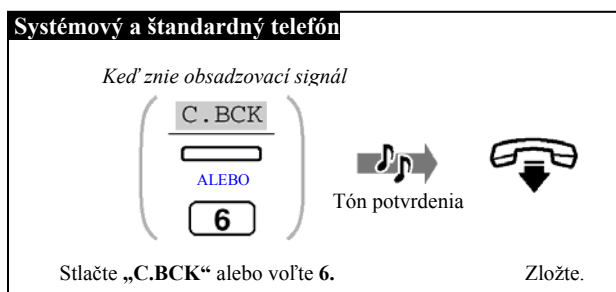 Systémový a štandardný telefón
Keď znie obsadzovací signál
C.BCK
ALEBO
6
Tón potvrdenia
Stlačte „C.BCK“ alebo voľte 6.
Zložte.